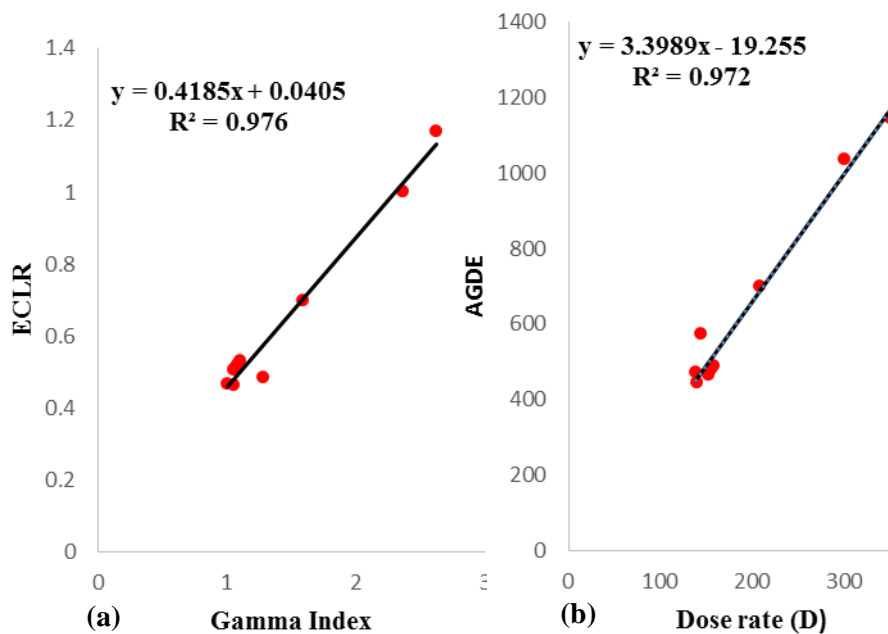 y = 0.4185x + 0.0405
R² = 0.976
1.4
1.2
1
0.8
0.6
0.4
0.2
0
ECLR
0 1 2 3
(a) Gamma Index
y = 3.3989x - 19.255
R² = 0.972
1400
1200
1000
800
600
400
200
0
AGDE
0 100 200 300
(b) Dose rate (D)